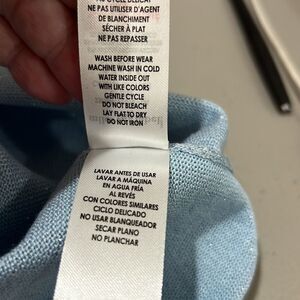 AU CYCLE DÉLICAT
NE PAS UTILISER D'AGENT
DE BLANCHIMENT
SÉCHER À PLAT
NE PAS REPASSER
WASH BEFORE WEAR
MACHINE WASH IN COLD
WATER INSIDE OUT
WITH LIKE COLORS
GENTLE CYCLE
DO NOT BLEACH
LAY FLAT TO DRY
DO NOT IRON
LAVAR ANTES DE USAR
LAVAR A MÁQUINA
EN AGUA FRÍA
AL REVÉS
CON COLORES SIMILARES
CICLO DELICADO
NO USAR BLANQUEADOR
SECAR PLANO
NO PLANCHAR